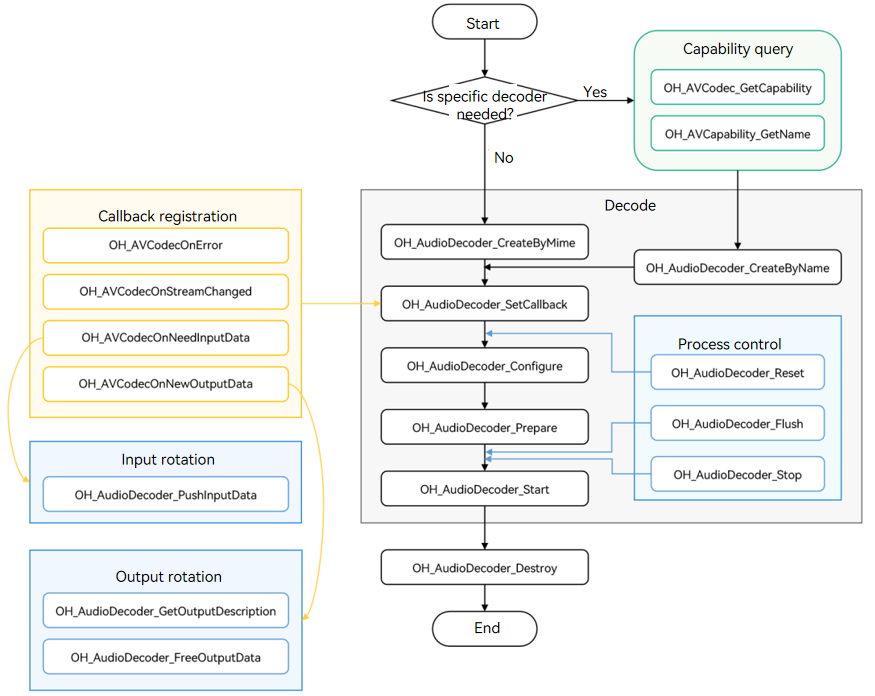 Start
Is specific decoder
needed?
Yes
No
Capability query
OH_AVCodec_GetCapability
OH_AVCapability_GetName
Callback registration
OH_AVCodecOnError
OH_AVCodecOnStreamChanged
OH_AVCodecOnNeedInputData
OH_AVCodecOnNewOutputData
Input rotation
OH_AudioDecoder_PushInputData
Output rotation
OH_AudioDecoder_GetOutputDescription
OH_AudioDecoder_FreeOutputData
Decode
OH_AudioDecoder_CreateByMime
OH_AudioDecoder_CreateByName
OH_AudioDecoder_SetCallback
OH_AudioDecoder_Configure
OH_AudioDecoder_Prepare
OH_AudioDecoder_Start
Process control
OH_AudioDecoder_Reset
OH_AudioDecoder_Flush
OH_AudioDecoder_Stop
OH_AudioDecoder_Destroy
End